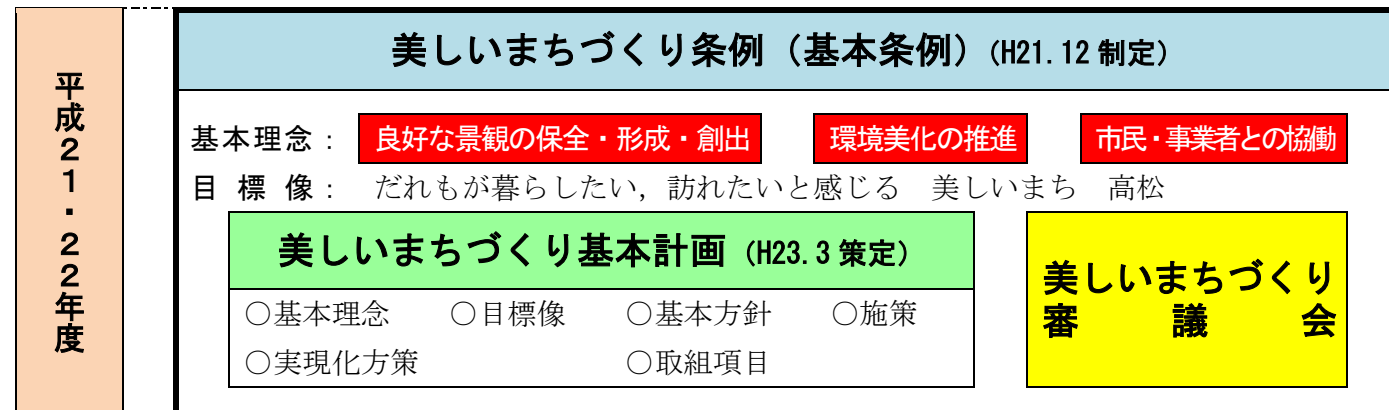 平成21・22年度
美しいまちづくり条例（基本条例）（H21.12制定）
基本理念： 良好な景観の保全・形成・創出 環境美化の推進 市民・事業者との協働
目標像： だれもが暮らしたい，訪れたいと感じる 美しいまち 高松
美しいまちづくり基本計画（H23.3策定）
○基本理念 ○目標像 ○基本方針 ○施策
○実現化方策 ○取組項目
美しいまちづくり
審議会